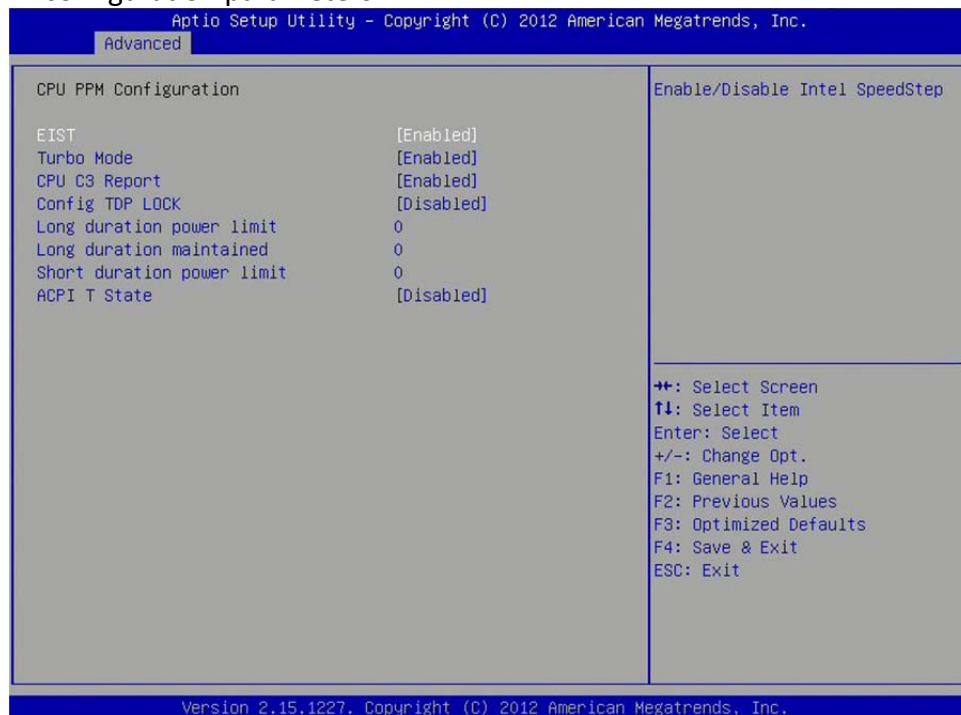 Aptio Setup Utility – Copyright (C) 2012 American Megatrends, Inc.
Advanced
CPU PPM Configuration
Enable/Disable Intel SpeedStep
EIST [Enabled]
Turbo Mode [Enabled]
CPU C3 Report [Enabled]
Config TDP LOCK [Disabled]
Long duration power limit 0
Long duration maintained 0
Short duration power limit 0
ACPI T State [Disabled]
→←: Select Screen
↑↓: Select Item
Enter: Select
+/-: Change Opt.
F1: General Help
F2: Previous Values
F3: Optimized Defaults
F4: Save & Exit
ESC: Exit
Version 2.15.1227. Copyright (C) 2012 American Megatrends, Inc.